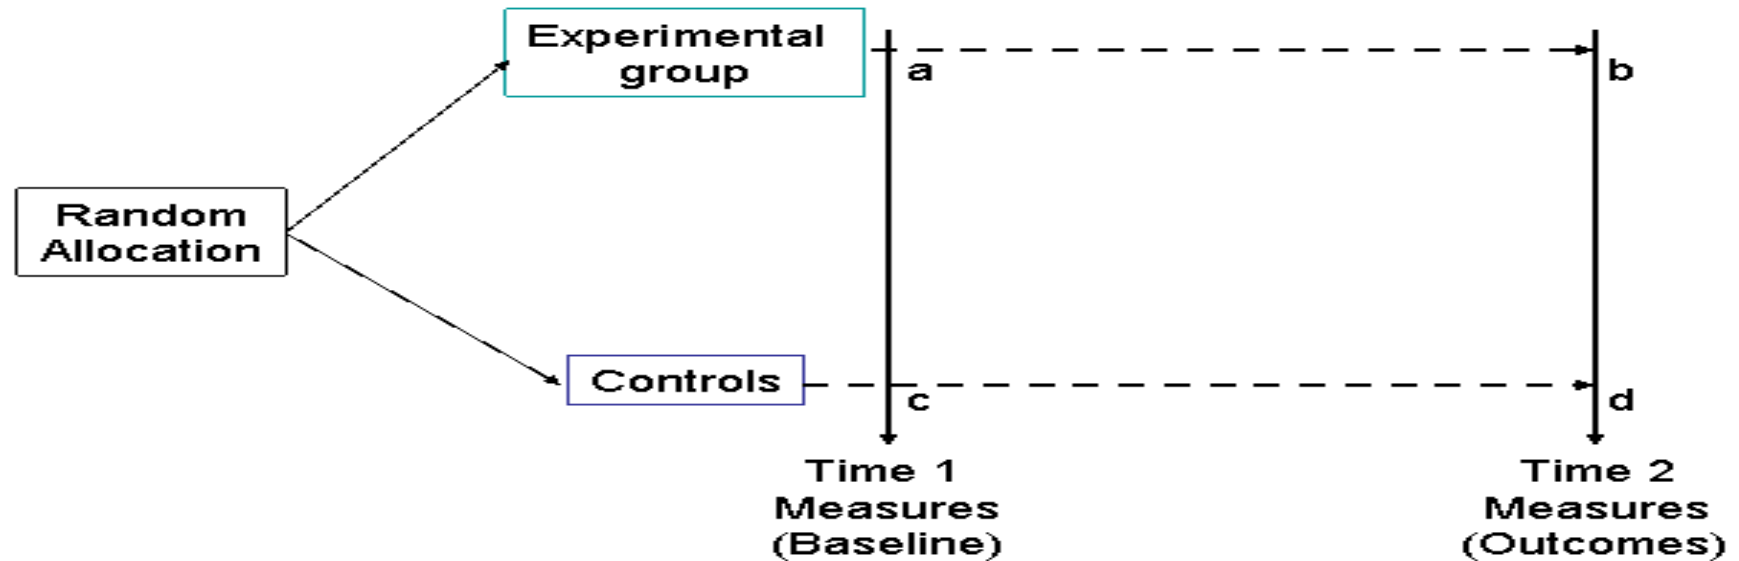 Experimental
group
a
b
Random
Allocation
Controls
c
d
Time 1
Measures
(Baseline)
Time 2
Measures
(Outcomes)